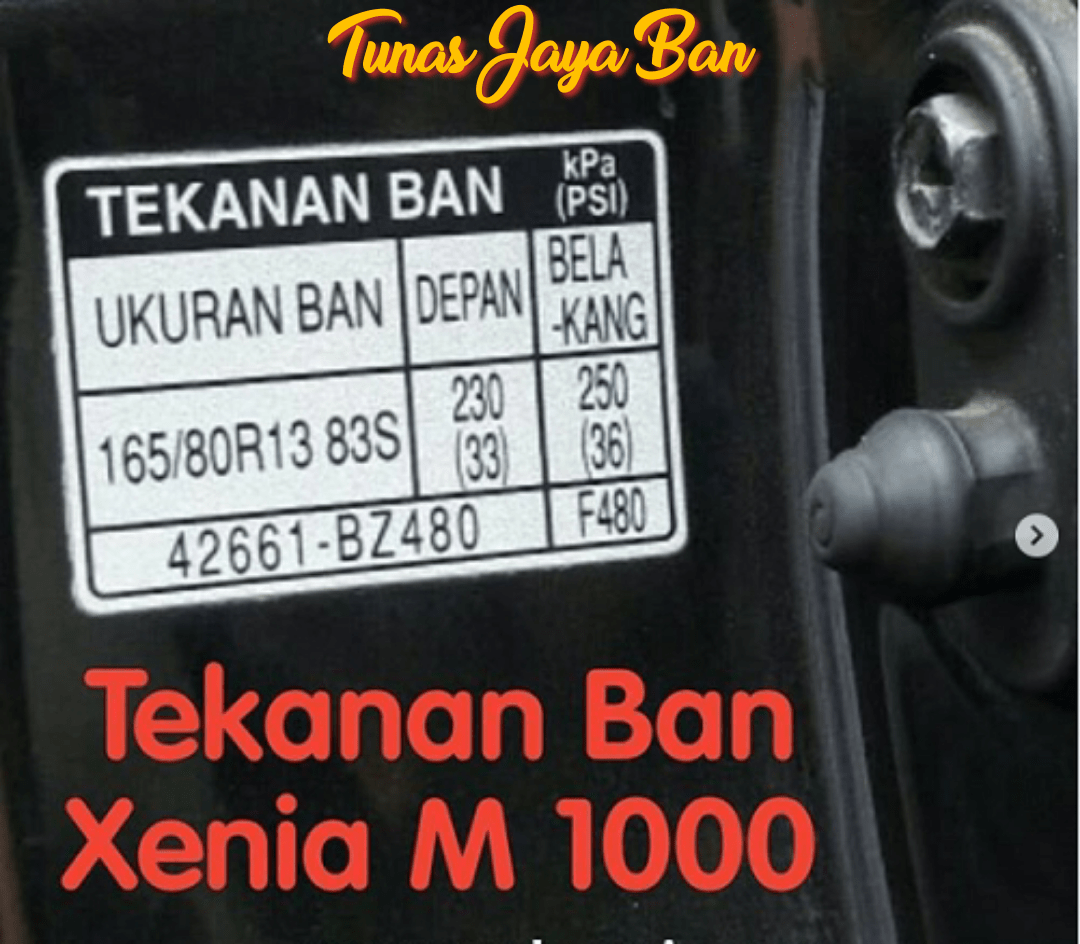 Tunas Jaya Ban
TEKANAN BAN
kPa
(PSI)
UKURAN BAN
DEPAN
BELA
-KANG
165/80R13 83S
230
(33)
250
(36)
42661-BZ480
F480
Tekanan Ban
Xenia M 1000